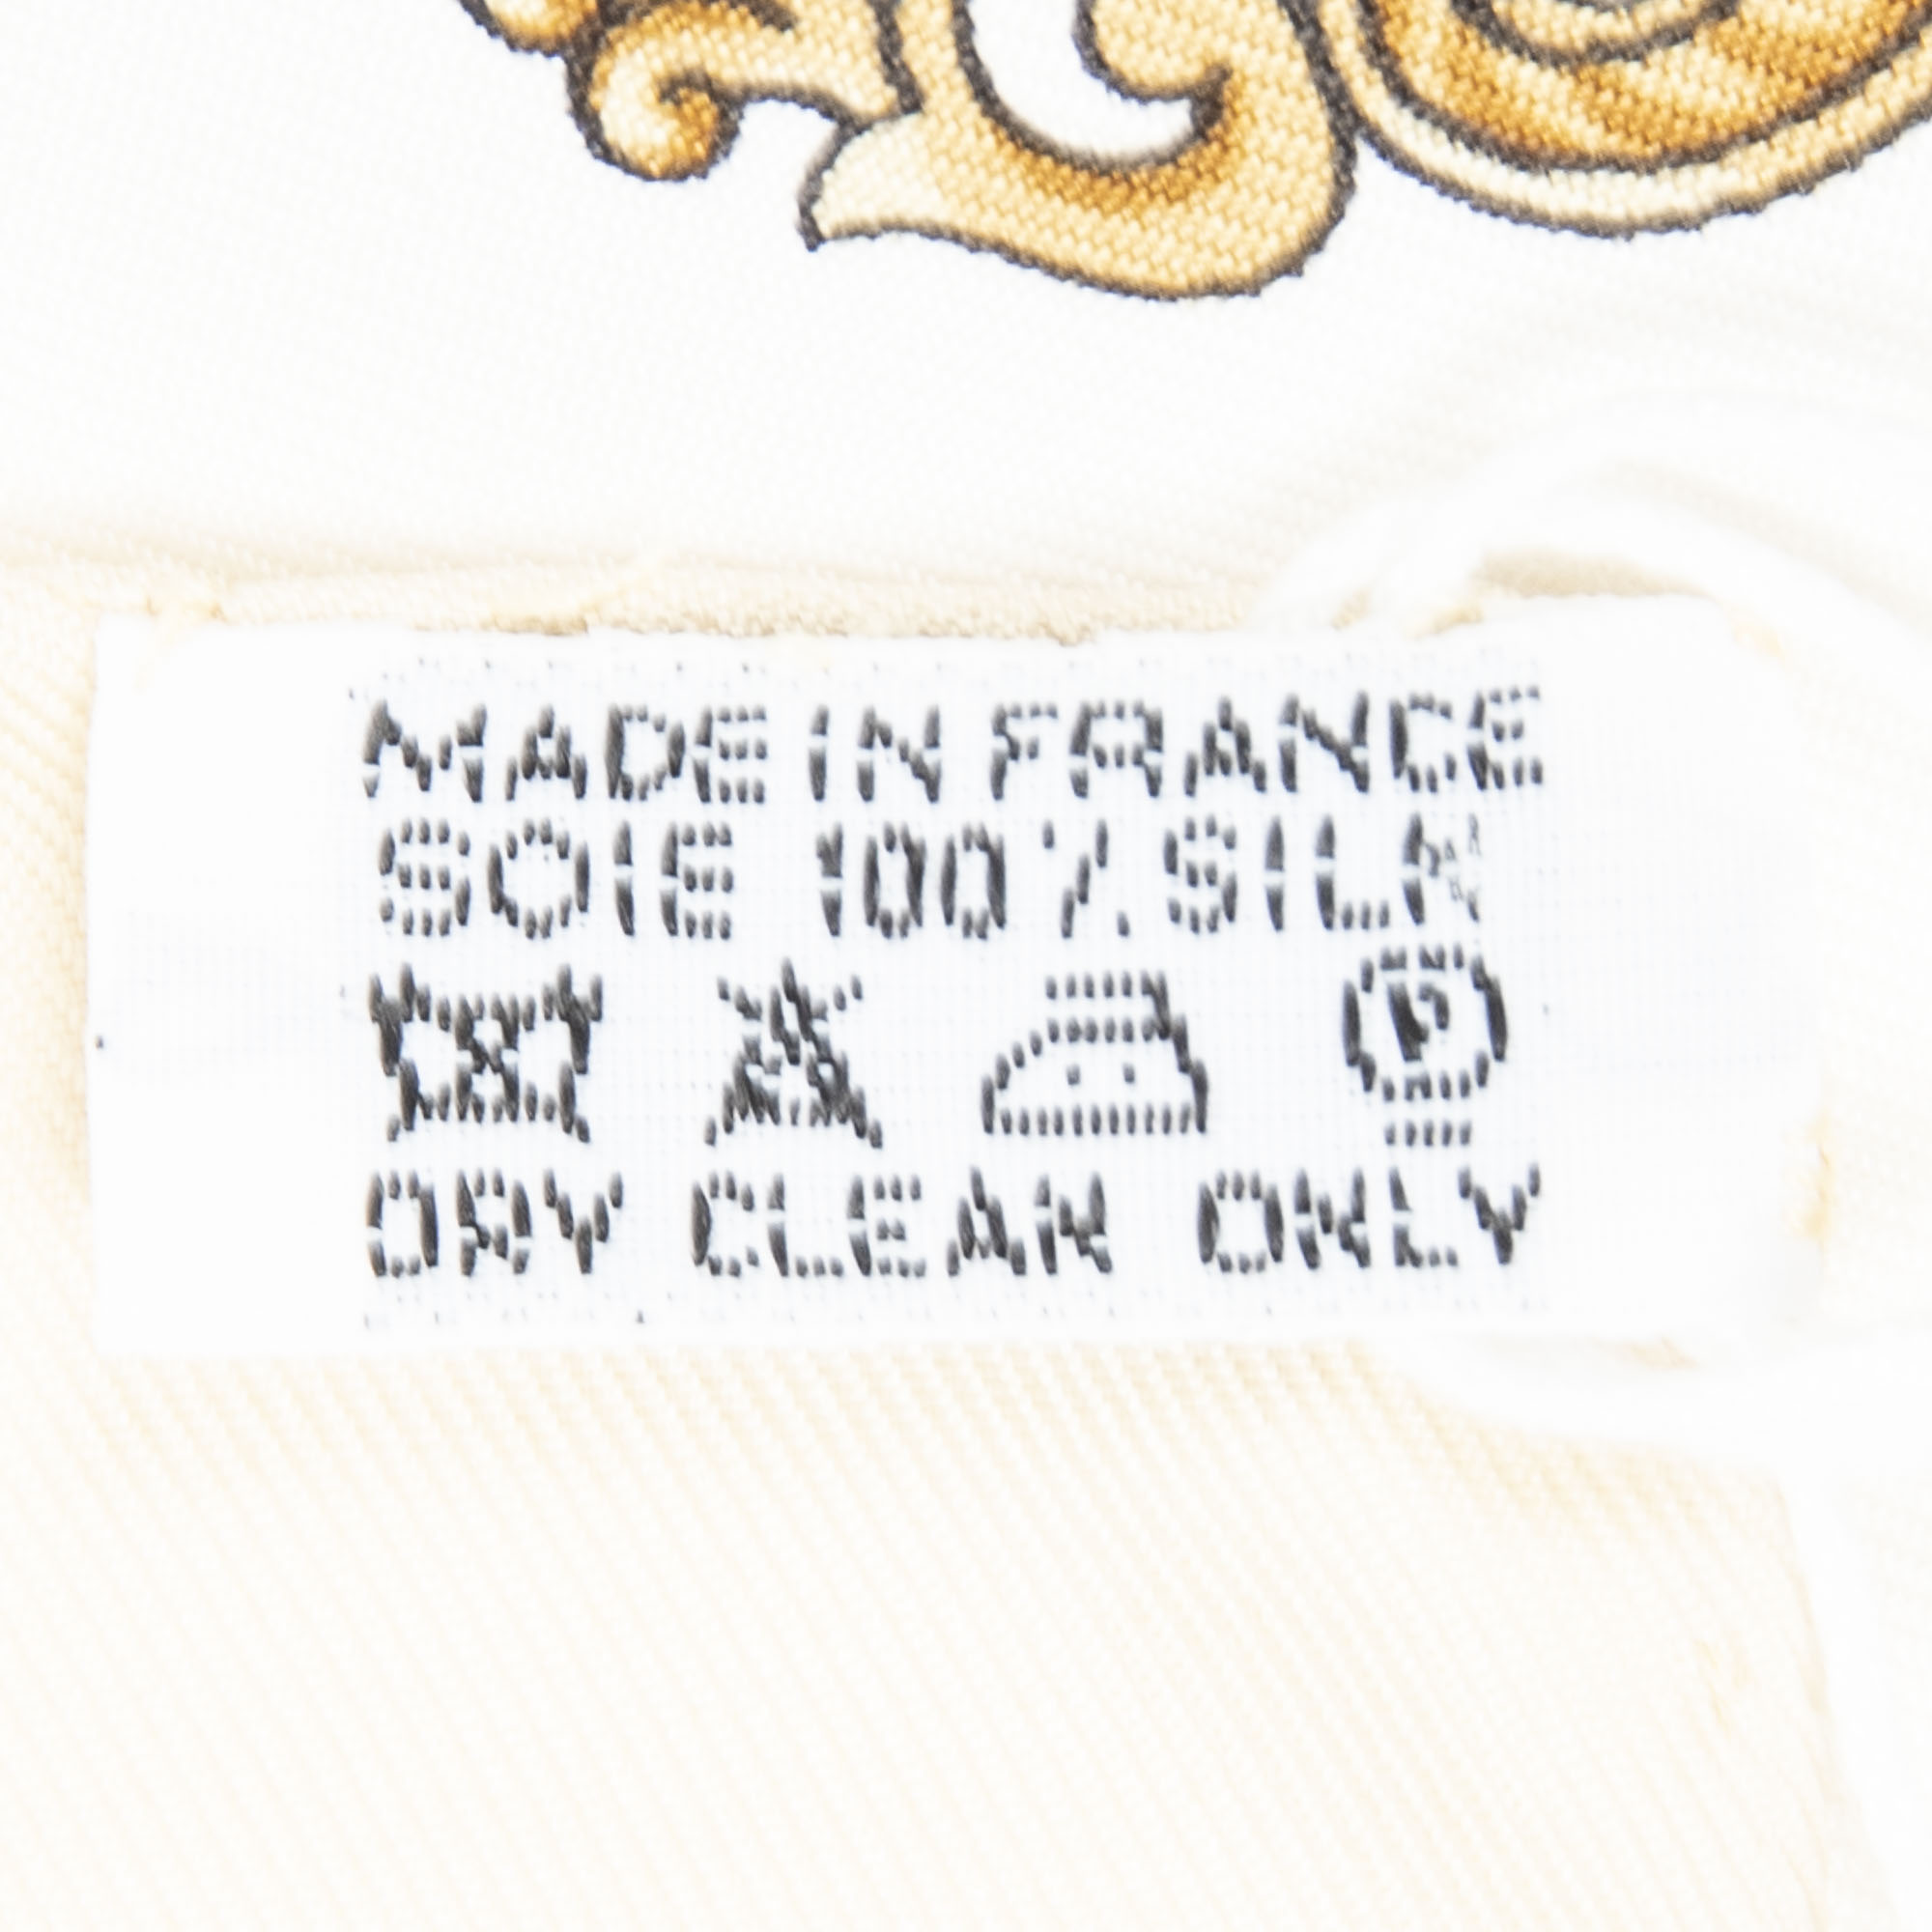 MADE IN FRANCE
SOIE 100% SILK
P
DRY CLEAN ONLY